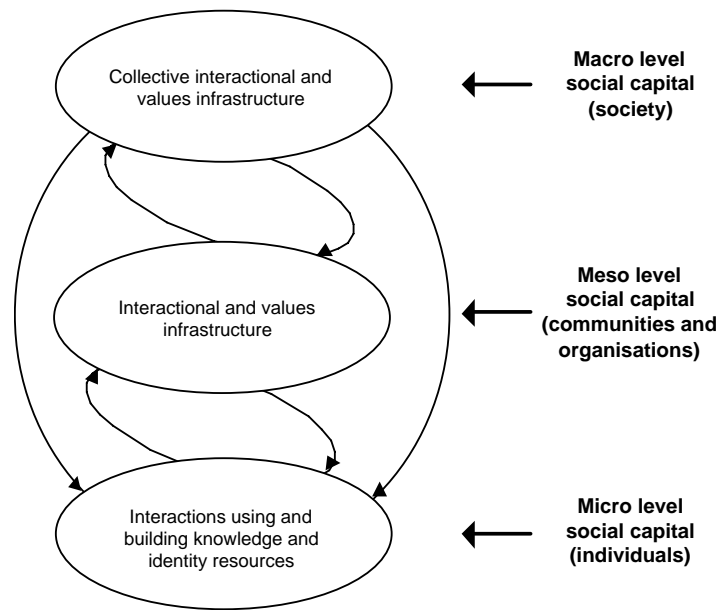 Collective interactional and
values infrastructure
Macro level
social capital
(society)
Interactional and values
infrastructure
Meso level
social capital
(communities and
organisations)
Interactions using and
building knowledge and
identity resources
Micro level
social capital
(individuals)